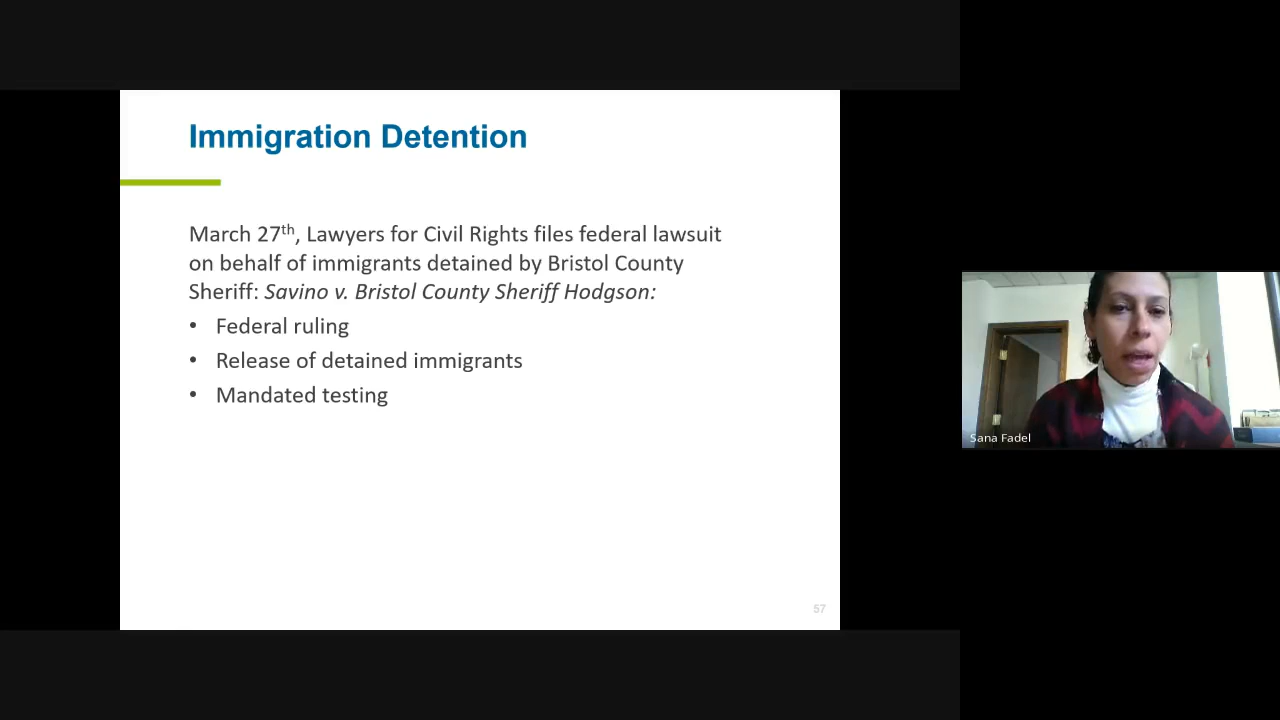 Immigration Detention
March 27th, Lawyers for Civil Rights files federal lawsuit
on behalf of immigrants detained by Bristol County
Sheriff: Savino v. Bristol County Sheriff Hodgson:
• Federal ruling
• Release of detained immigrants
• Mandated testing
57
Sana Fadel